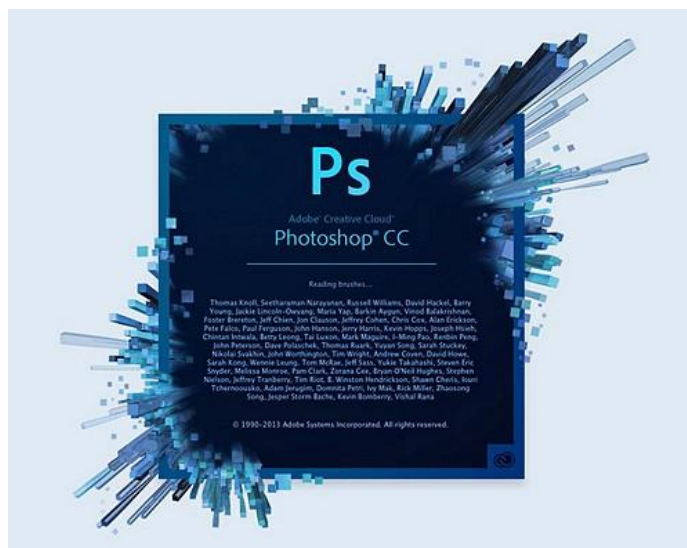 Ps
Adobe® Creative Cloud™
Photoshop® CC
Reading brushes...
Thomas Knoll, Seetharaman Narayanan, Russell Williams, David Hackel, Barry
Young, Jackie Lincoln-Owyang, Maria Yap, Barkin Aygun, Vinod Balakrishnan,
Foster Brereton, Jeff Chien, Jon Clauson, Jeffrey Cohen, Chris Cox, Alan Erickson,
Pete Falco, Paul Ferguson, John Hanson, Jerry Harris, Kevin Hopps, Joseph Hsieh,
Chintan Intwala, Betty Leong, Tai Luxon, Mark Maguire, I-Ming Pao, Renbin Peng,
John Peterson, Dave Polaschek, Thomas Ruark, Yuyan Song, Sarah Stuckey,
Nikolai Svakhin, John Worthington, Tim Wright, Andrew Coven, David Howe,
Sarah Kong, Wennie Leung, Tom McRae, Jeff Sass, Yukie Takahashi, Steven Eric
Snyder, Melissa Monroe, Pam Clark, Zorana Gee, Bryan O'Neil Hughes, Stephen
Nielson, Jeffrey Tranberry, Tim Riot, B. Winston Hendrickson, Shawn Cheris, Iouri
Tchernoousko, Adam Jerugim, Domnita Petri, Ivy Mak, Rick Miller, Zhaosong
Song, Jesper Storm Bache, Kevin Bomberry, Vishal Rana
© 1990-2013 Adobe Systems Incorporated. All rights reserved.